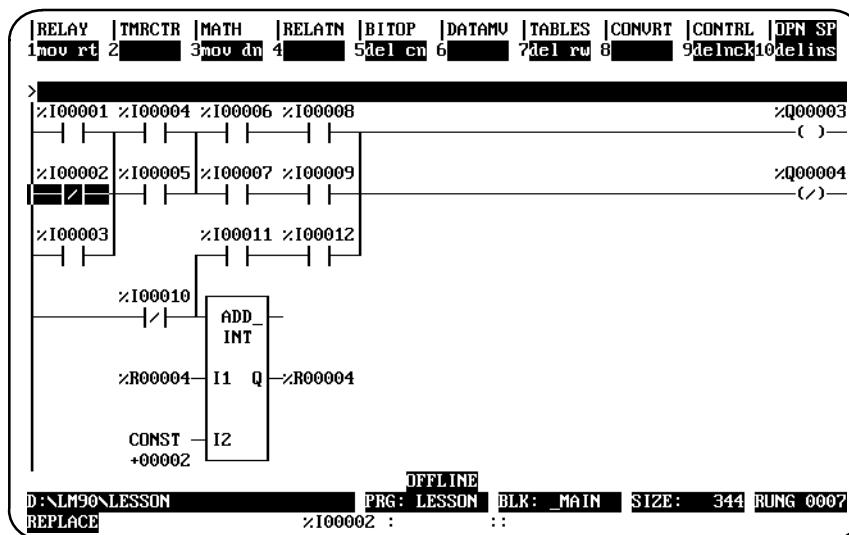 RELAY |TMRCTR |MATH |RELATN |BITOP |DATAMV |TABLES |CONVRT |CONTRL |OPN SP
1mov rt 2 3mov dn 4 5del cn 6 7del rw 8 9delnck10delins
>
%I00001 %I00004 %I00006 %I00008 %Q00003
%I00002 %I00005 %I00007 %I00009 %Q00004
%I00003 %I00011 %I00012
%I00010
ADD_
INT
%R00004 I1 Q %R00004
CONST I2
+00002
OFFLINE
D:\LM90\LESSON PRG: LESSON BLK: _MAIN SIZE: 344 RUNG 0007
REPLACE %I00002 : ::